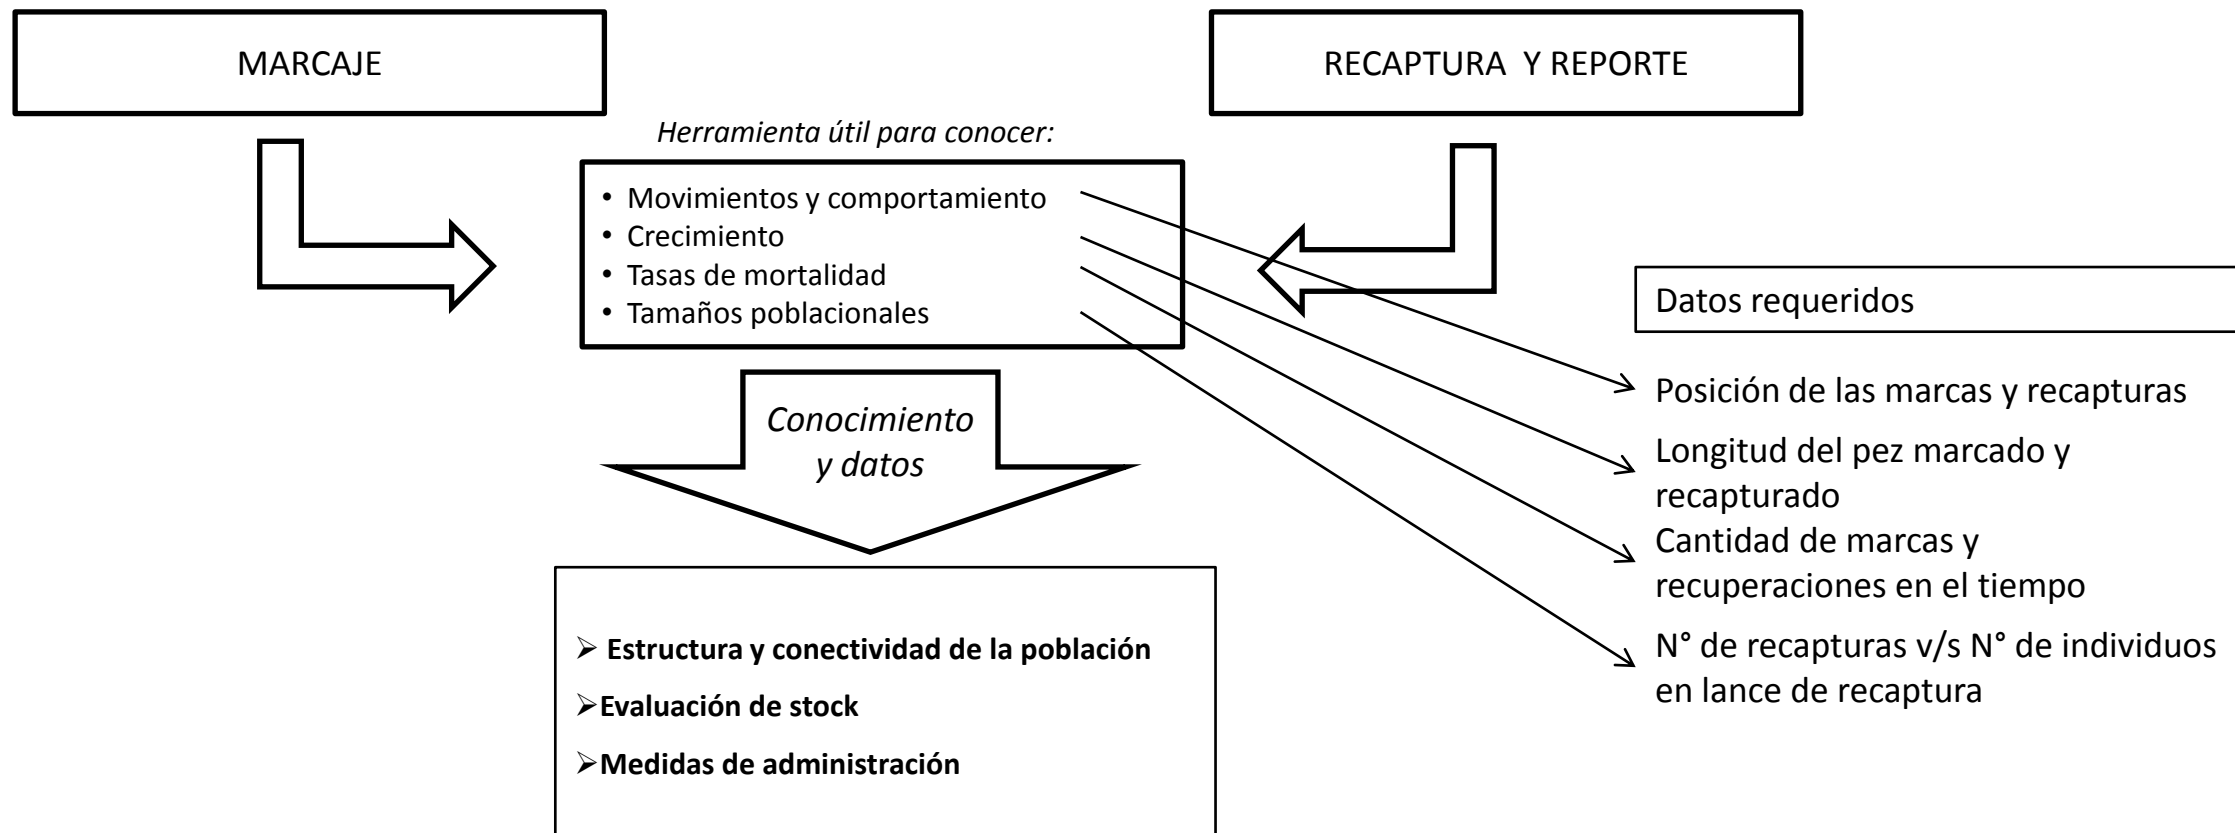 MARCAJE
RECAPTURA Y REPORTE
Herramienta útil para conocer:
• Movimientos y comportamiento
• Crecimiento
• Tasas de mortalidad
• Tamaños poblacionales
Datos requeridos
Posición de las marcas y recapturas
Longitud del pez marcado y
recapturado
Cantidad de marcas y
recuperaciones en el tiempo
N° de recapturas v/s N° de individuos
en lance de recaptura
Conocimiento
y datos
➢ Estructura y conectividad de la población
➢Evaluación de stock
➢Medidas de administración